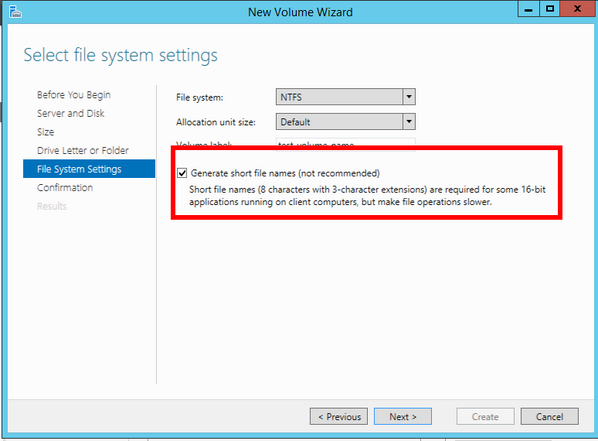 New Volume Wizard
Select file system settings
Before You Begin
Server and Disk
Size
Drive Letter or Folder
File System Settings
Confirmation
Results
File system:
NTFS
Allocation unit size:
Default
Volume label:
test-volume-name
Generate short file names (not recommended)
Short file names (8 characters with 3-character extensions) are required for some 16-bit
applications running on client computers, but make file operations slower.
< Previous
Next >
Create
Cancel